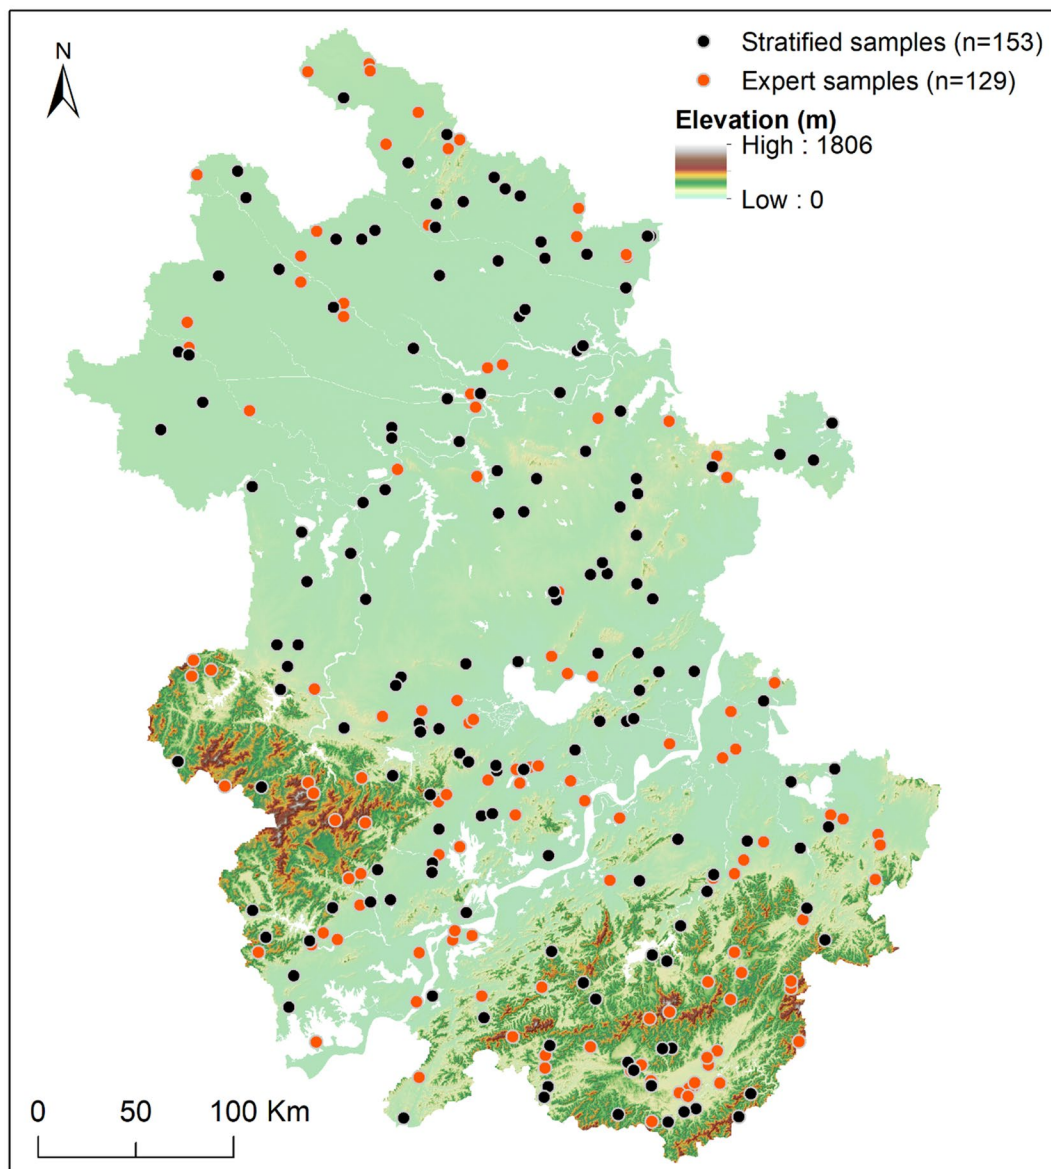 N
Stratified samples (n=153)
Expert samples (n=129)
Elevation (m)
High : 1806
Low : 0
0 50 100 Km